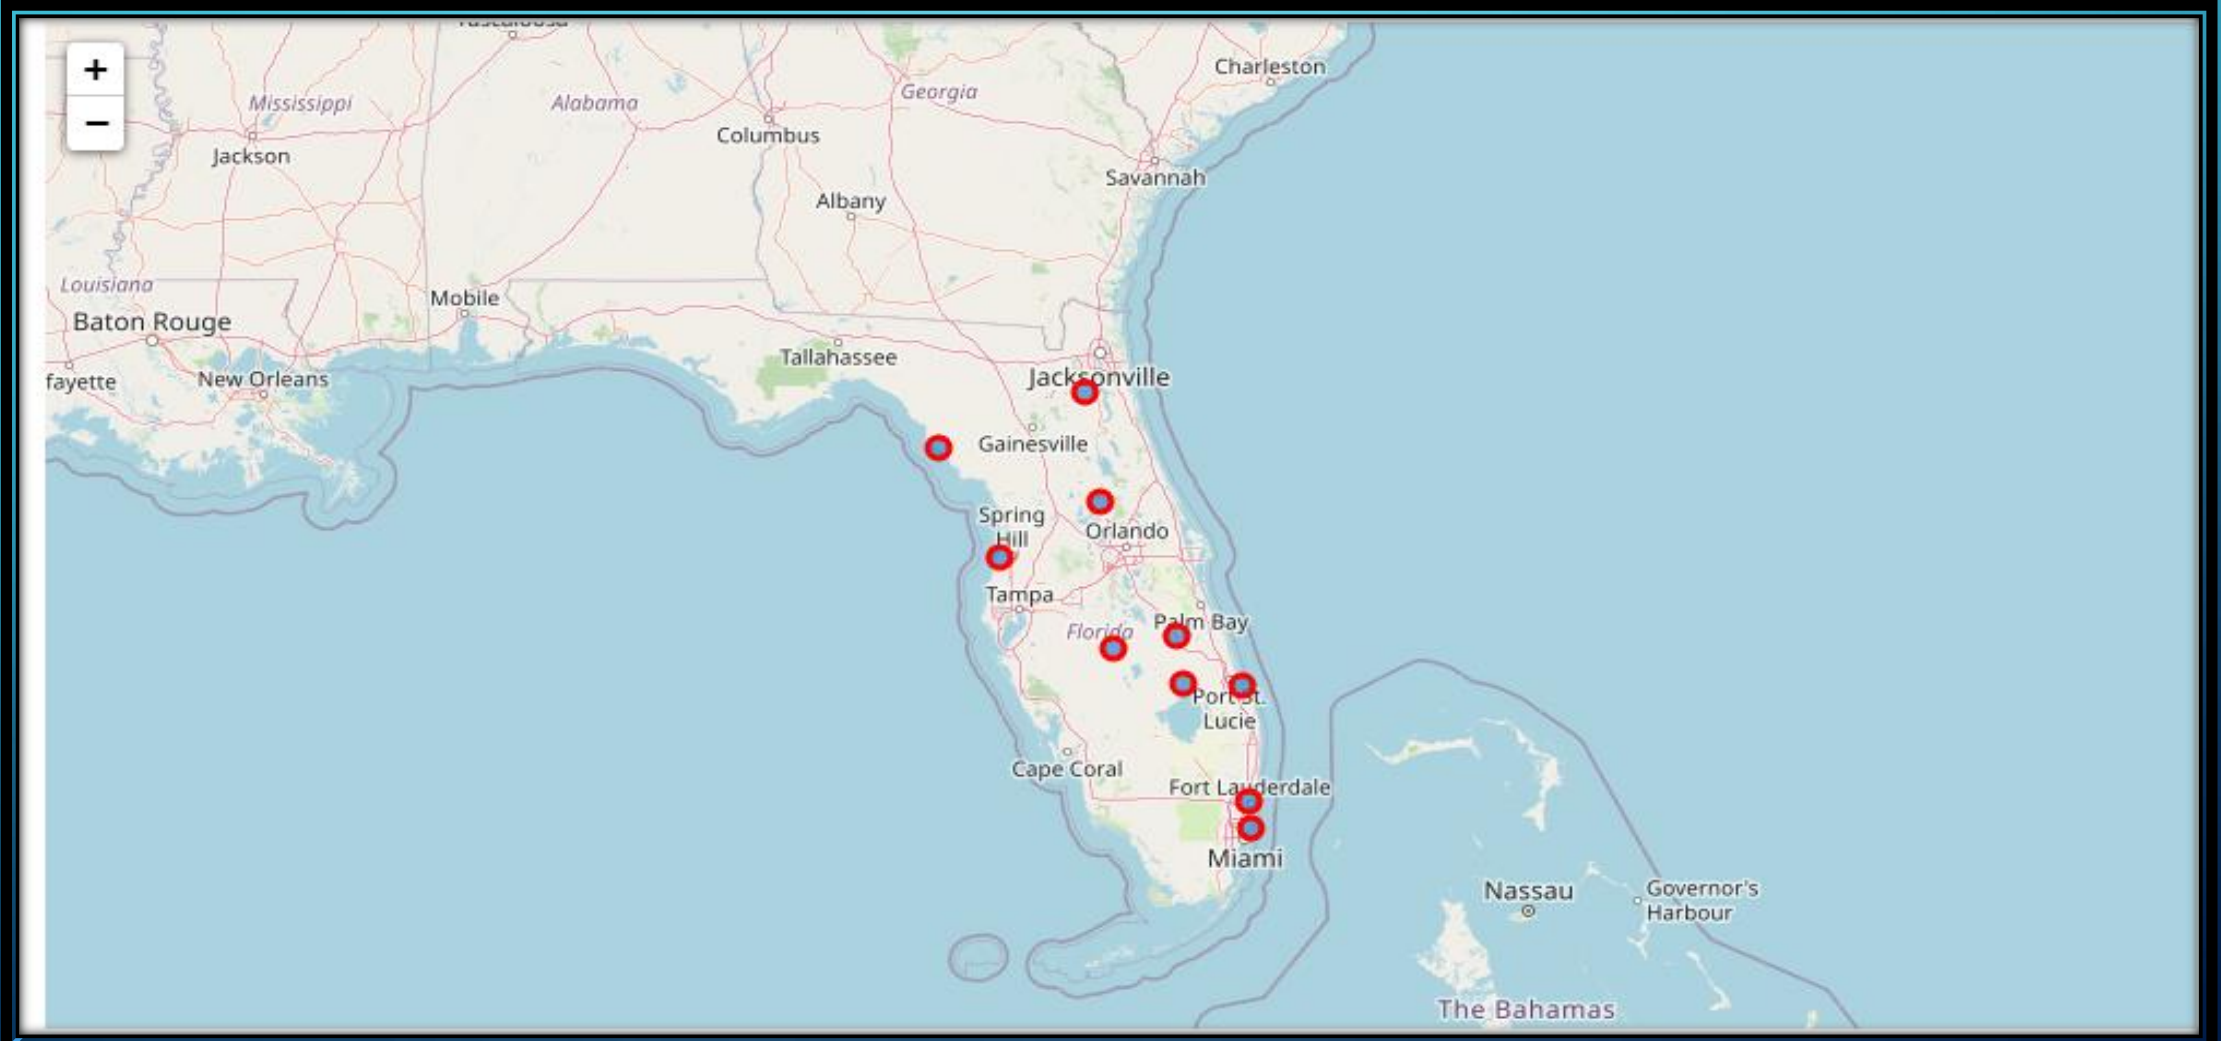 Tuscaloosa
+
Charleston
Georgia
Mississippi
Alabama
−
Columbus
Jackson
Savannah
Albany
Louisiana
Mobile
Baton Rouge
Tallahassee
Jacksonville
fayette
New Orleans
Gainesville
Spring
Hill
Orlando
Tampa
Palm Bay
Florida
Port St.
Lucie
Cape Coral
Fort Lauderdale
Miami
Nassau
Governor's
Harbour
The Bahamas